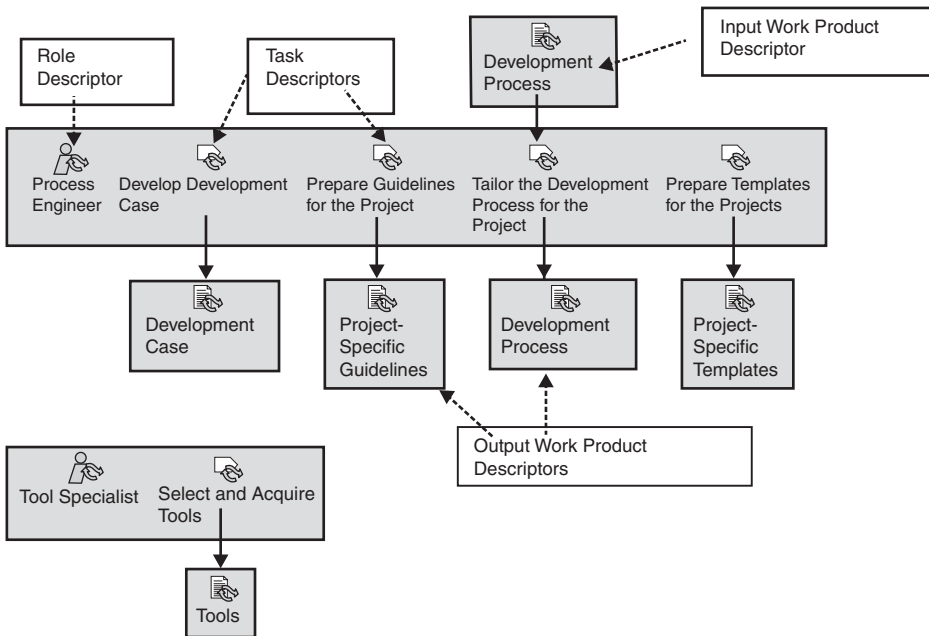 Role
Descriptor
Task
Descriptors
Development
Process
Input Work Product
Descriptor
Process
Engineer
Develop Development
Case
Prepare Guidelines
for the Project
Tailor the Development
Process for the
Project
Prepare Templates
for the Projects
Development
Case
Project-
Specific
Guidelines
Development
Process
Project-
Specific
Templates
Output Work Product
Descriptors
Tool Specialist
Select and Acquire
Tools
Tools